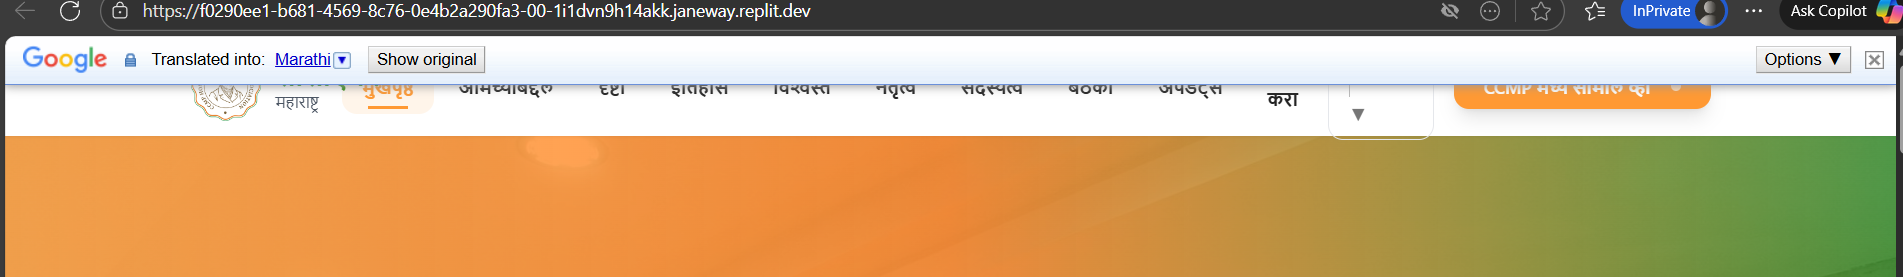 https://f0290ee1-b681-4569-8c76-0e4b2a290fa3-00-1i1dvn9h14akk.janeway.replit.dev
InPrivate
Ask Copilot
Google Translated into: Marathi Show original Options ▼
महाराष्ट्र
मुखपृष्ठ आमच्याबद्दल दृष्टी इतिहास विश्वस्त नेतृत्व सदस्यत्व बैठका अपडेट्स
करा
▼
CCMP मध्ये सामील व्हा